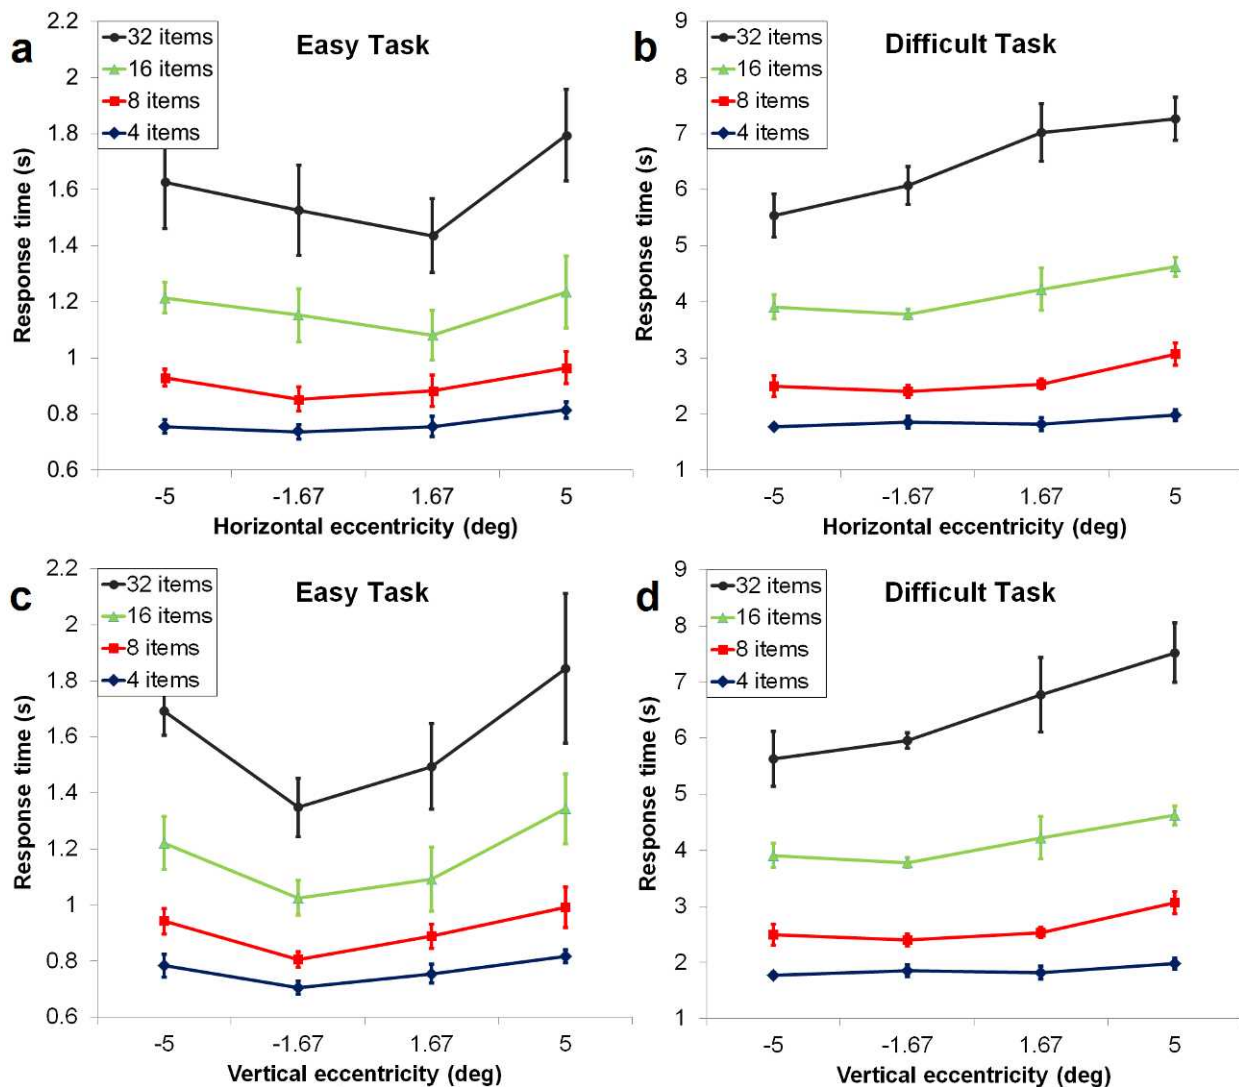 a
Easy Task
32 items
16 items
8 items
4 items
2.2
2
1.8
1.6
1.4
1.2
1
0.8
0.6
Response time (s)
-5 -1.67 1.67 5
Horizontal eccentricity (deg)
b
Difficult Task
32 items
16 items
8 items
4 items
9
8
7
6
5
4
3
2
1
Response time (s)
-5 -1.67 1.67 5
Horizontal eccentricity (deg)
c
Easy Task
32 items
16 items
8 items
4 items
2.2
2
1.8
1.6
1.4
1.2
1
0.8
0.6
Response time (s)
-5 -1.67 1.67 5
Vertical eccentricity (deg)
d
Difficult Task
32 items
16 items
8 items
4 items
9
8
7
6
5
4
3
2
1
Response time (s)
-5 -1.67 1.67 5
Vertical eccentricity (deg)